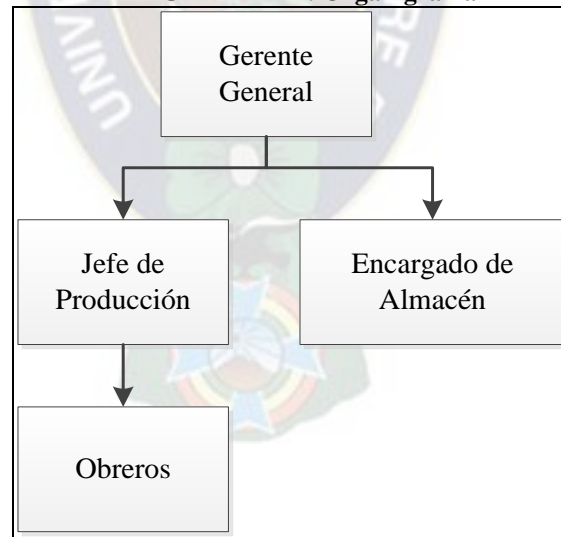 Gerente
General
Jefe de
Producción
Encargado de
Almacén
Obreros